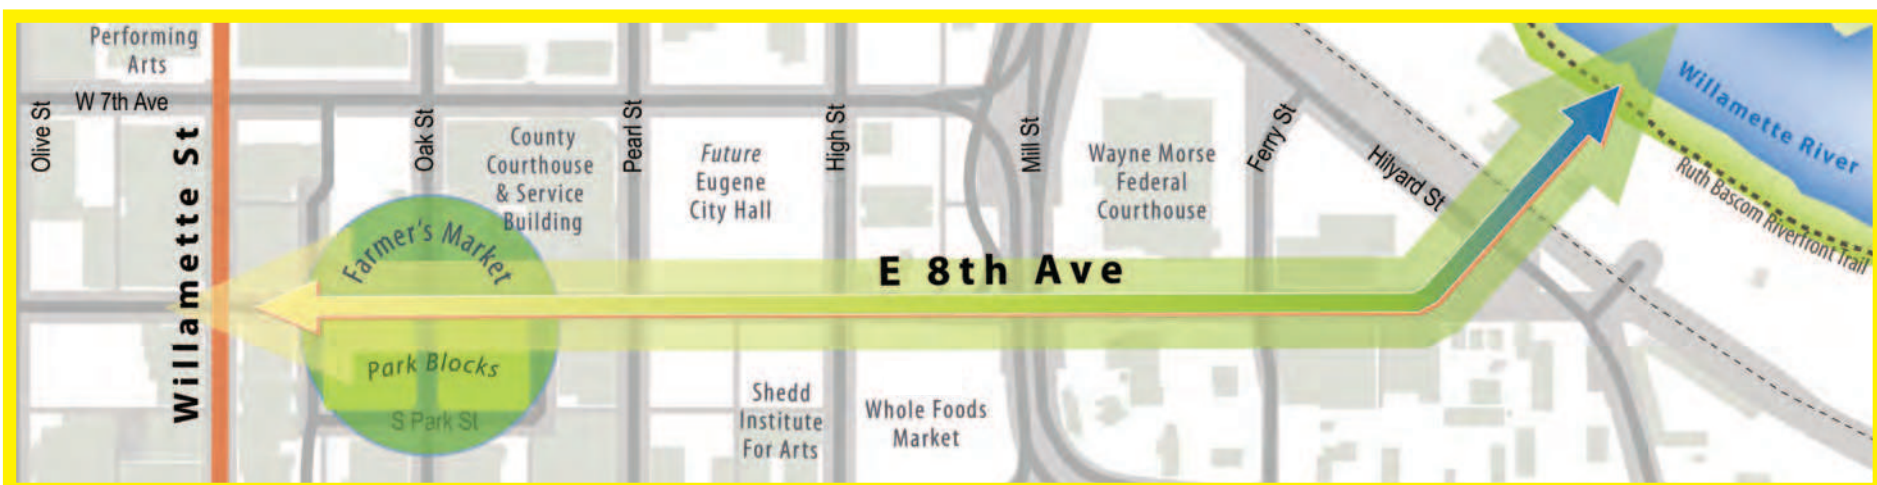 Performing
Arts
W 7th Ave
Olive St
Willamette St
Oak St
County
Courthouse
& Service
Building
Pearl St
Future
Eugene
City Hall
High St
Mill St
Wayne Morse
Federal
Courthouse
Ferry St
Hilyard St
Willamette River
Ruth Bascom Riverfront Trail
Farmer's Market
E 8th Ave
Park Blocks
S Park St
Shedd
Institute
For Arts
Whole Foods
Market